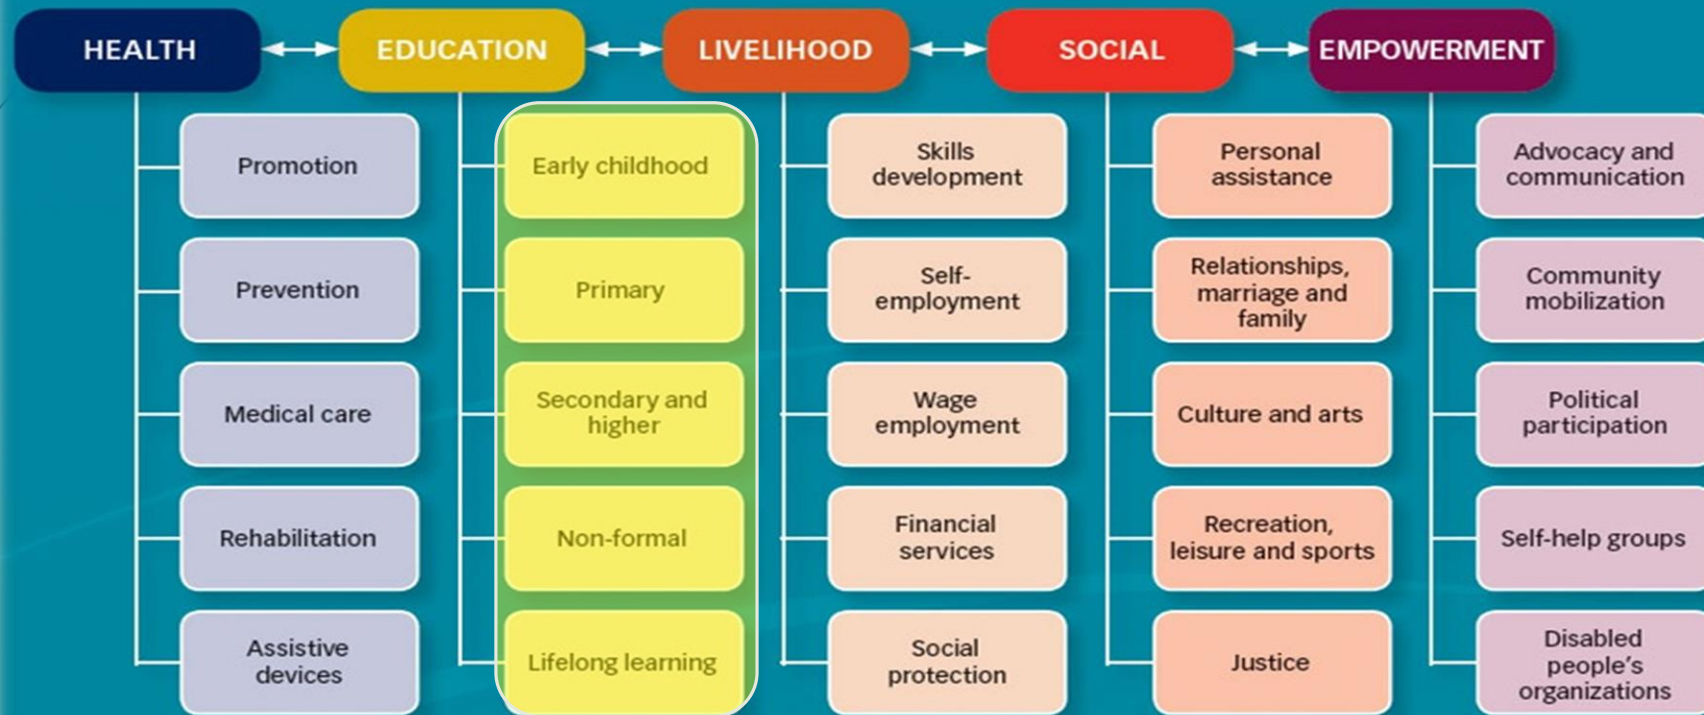 HEALTH
EDUCATION
LIVELIHOOD
SOCIAL
EMPOWERMENT
Promotion
Prevention
Medical care
Rehabilitation
Assistive
devices
Early childhood
Primary
Secondary and
higher
Non-formal
Lifelong learning
Skills
development
Self-
employment
Wage
employment
Financial
services
Social
protection
Personal
assistance
Relationships,
marriage and
family
Culture and arts
Recreation,
leisure and sports
Justice
Advocacy and
communication
Community
mobilization
Political
participation
Self-help groups
Disabled
people's
organizations